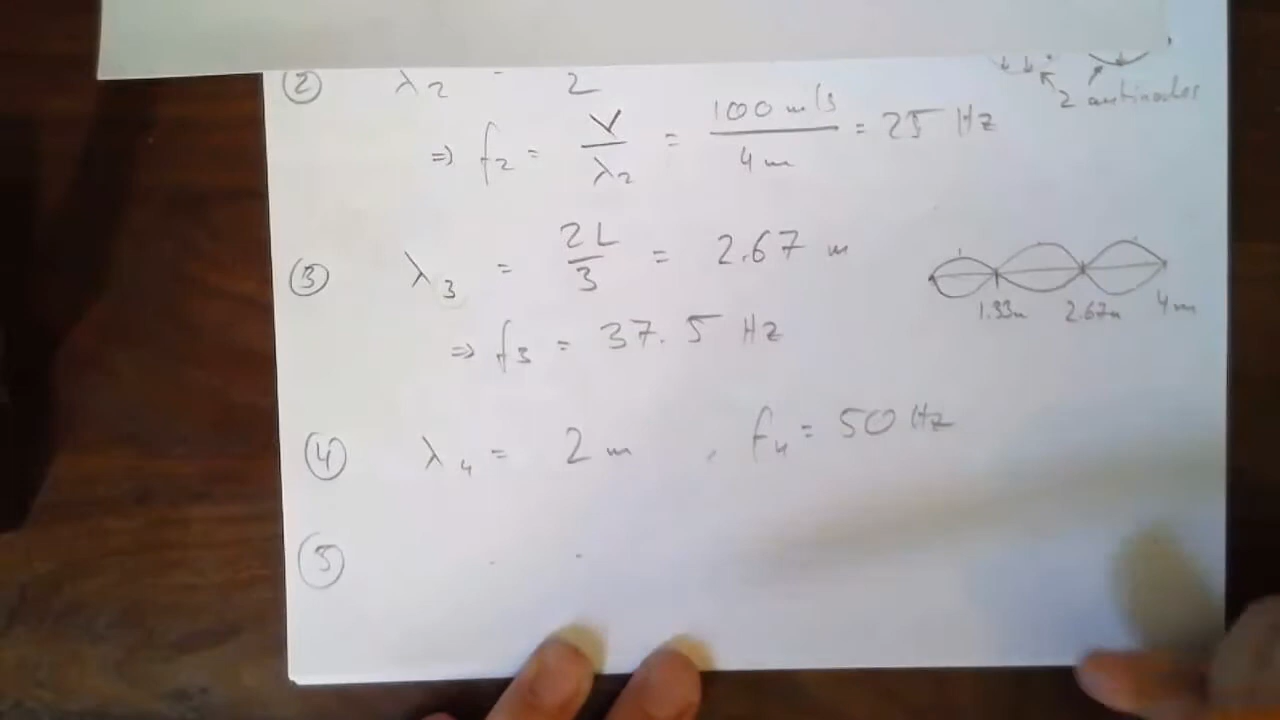 ② λ₂ = 2
2 antinodes
⇒ f₂ = V/λ₂ = 100 m/s / 4 m = 25 Hz
③ λ₃ = 2L/3 = 2.67 m
1.33m 2.67m 4m
⇒ f₃ = 37.5 Hz
④ λ₄ = 2 m , f₄ = 50 Hz
⑤